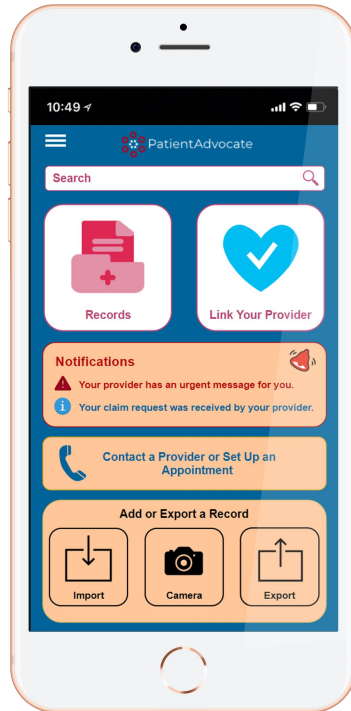 10:49
PatientAdvocate
Search
Records
Link Your Provider
Notifications
Your provider has an urgent message for you.
Your claim request was received by your provider.
Contact a Provider or Set Up an
Appointment
Add or Export a Record
Import
Camera
Export